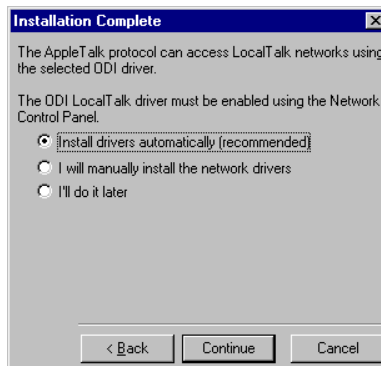 Installation Complete
The AppleTalk protocol can access LocalTalk networks using
the selected ODI driver.
The ODI LocalTalk driver must be enabled using the Network
Control Panel.
Install drivers automatically (recommended)
I will manually install the network drivers
I'll do it later
< Back
Continue
Cancel